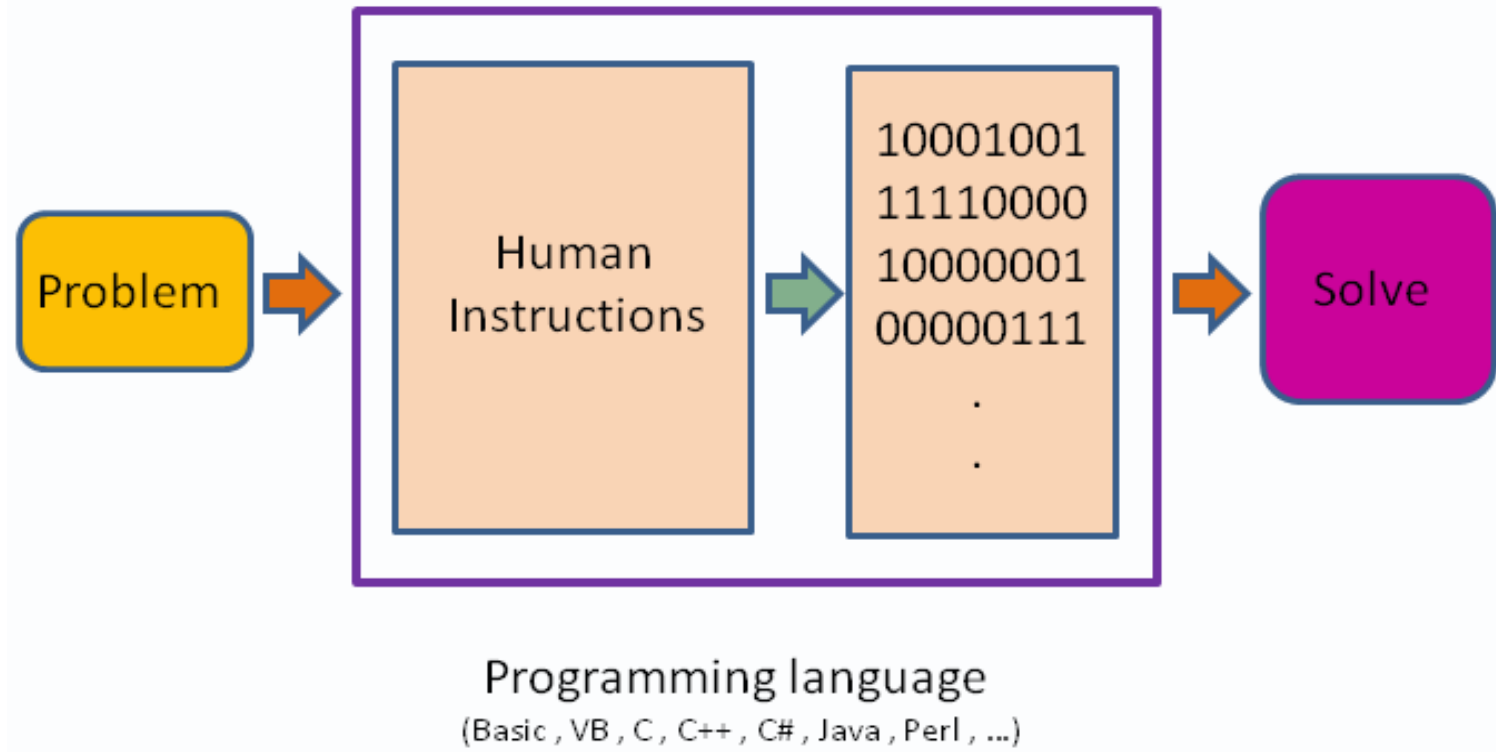 Problem
Human
Instructions
10001001
11110000
10000001
00000111
.
.
Solve
Programming language
(Basic , VB , C , C++ , C# , Java , Perl , ...)